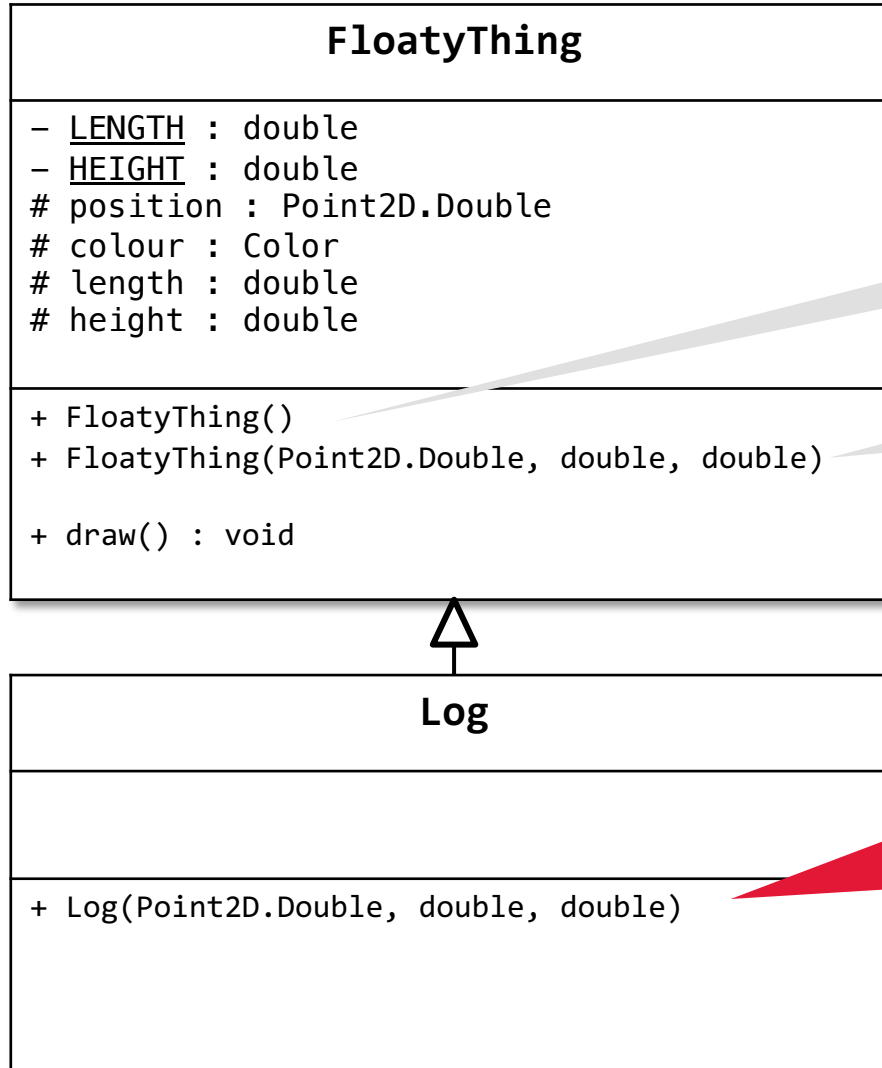 FloatyThing
– LENGTH : double
– HEIGHT : double
# position : Point2D.Double
# colour : Color
# length : double
# height : double
+ FloatyThing()
+ FloatyThing(Point2D.Double, double, double)
+ draw() : void
Log
+ Log(Point2D.Double, double, double)